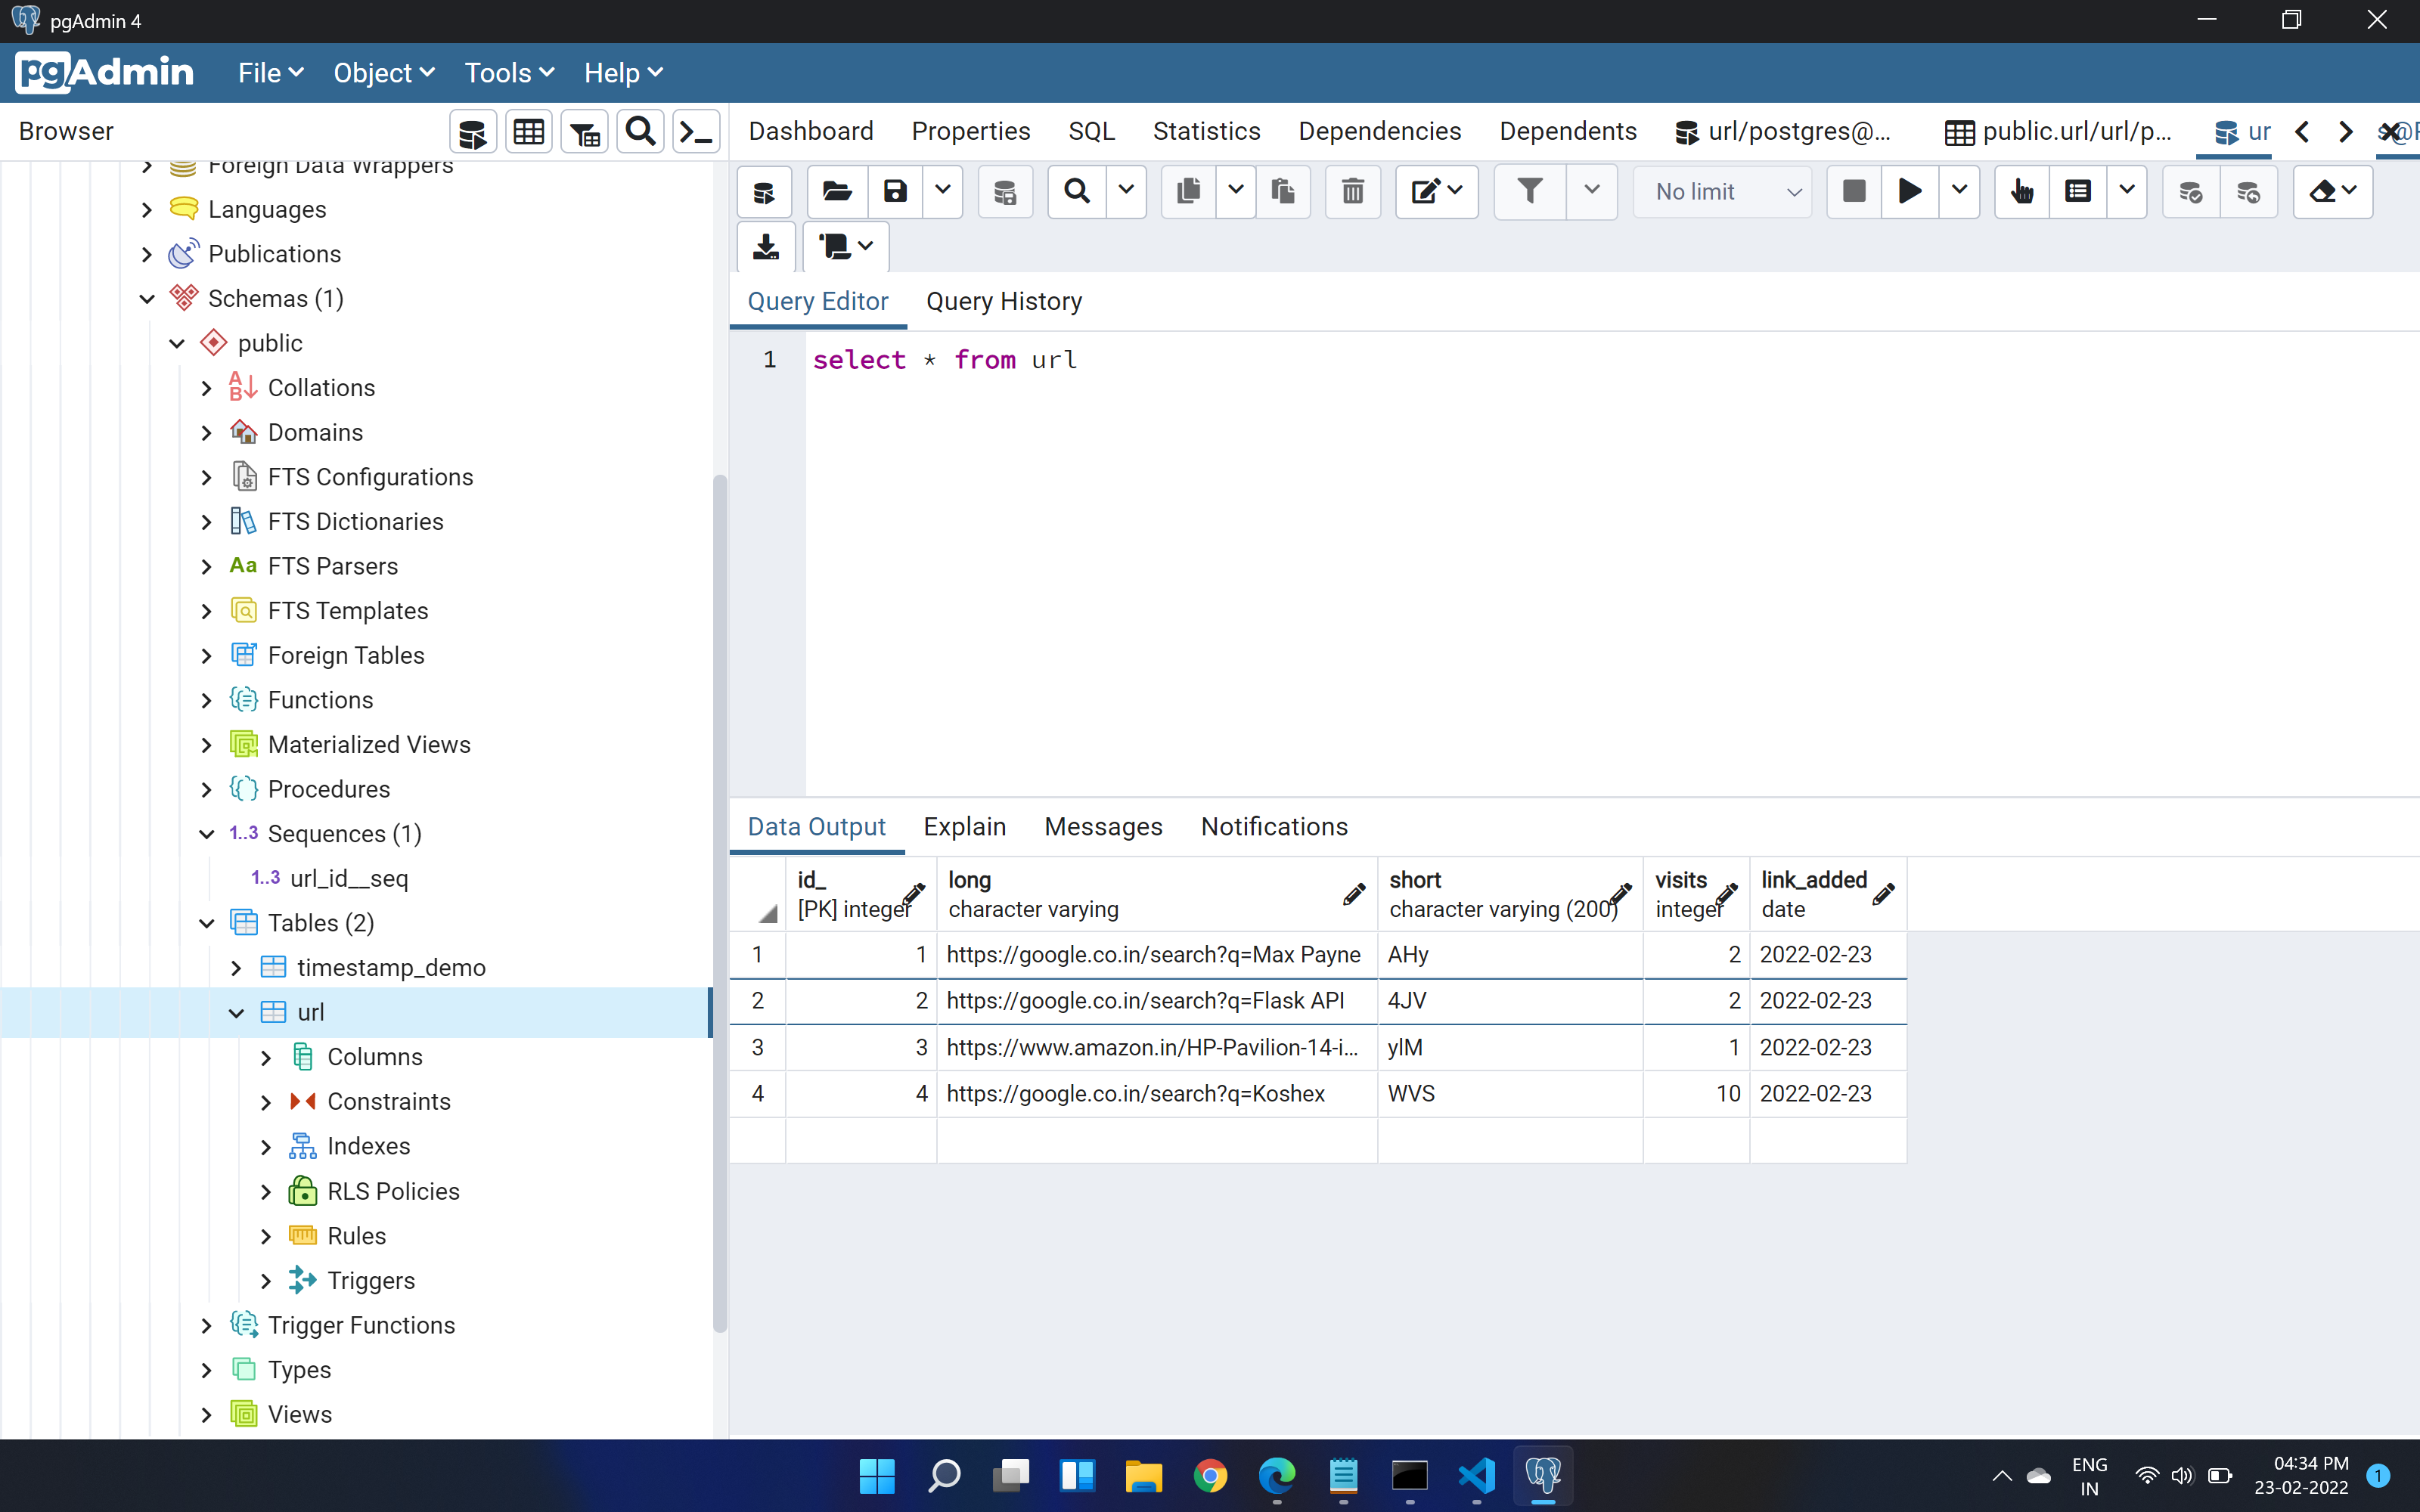 pgAdmin 4
pgAdmin File Object Tools Help
Browser
Dashboard Properties SQL Statistics Dependencies Dependents url/postgres@... public.url/url/p... ur
Foreign Data Wrappers
Languages
Publications
Schemas (1)
public
Collations
Domains
FTS Configurations
FTS Dictionaries
Aa FTS Parsers
FTS Templates
Foreign Tables
Functions
Materialized Views
Procedures
1..3 Sequences (1)
1..3 url_id__seq
Tables (2)
timestamp_demo
url
Columns
Constraints
Indexes
RLS Policies
Rules
Triggers
Trigger Functions
Types
Views
No limit
Query Editor Query History
1 select * from url
Data Output Explain Messages Notifications
id_ long short visits link_added
[PK] integer character varying character varying (200) integer date
1 1 https://google.co.in/search?q=Max Payne AHy 2 2022-02-23
2 2 https://google.co.in/search?q=Flask API 4JV 2 2022-02-23
3 3 https://www.amazon.in/HP-Pavilion-14-i... 1 2022-02-23
4 4 https://google.co.in/search?q=Koshex WVS 10 2022-02-23
ENG
IN
04:34 PM
23-02-2022
1